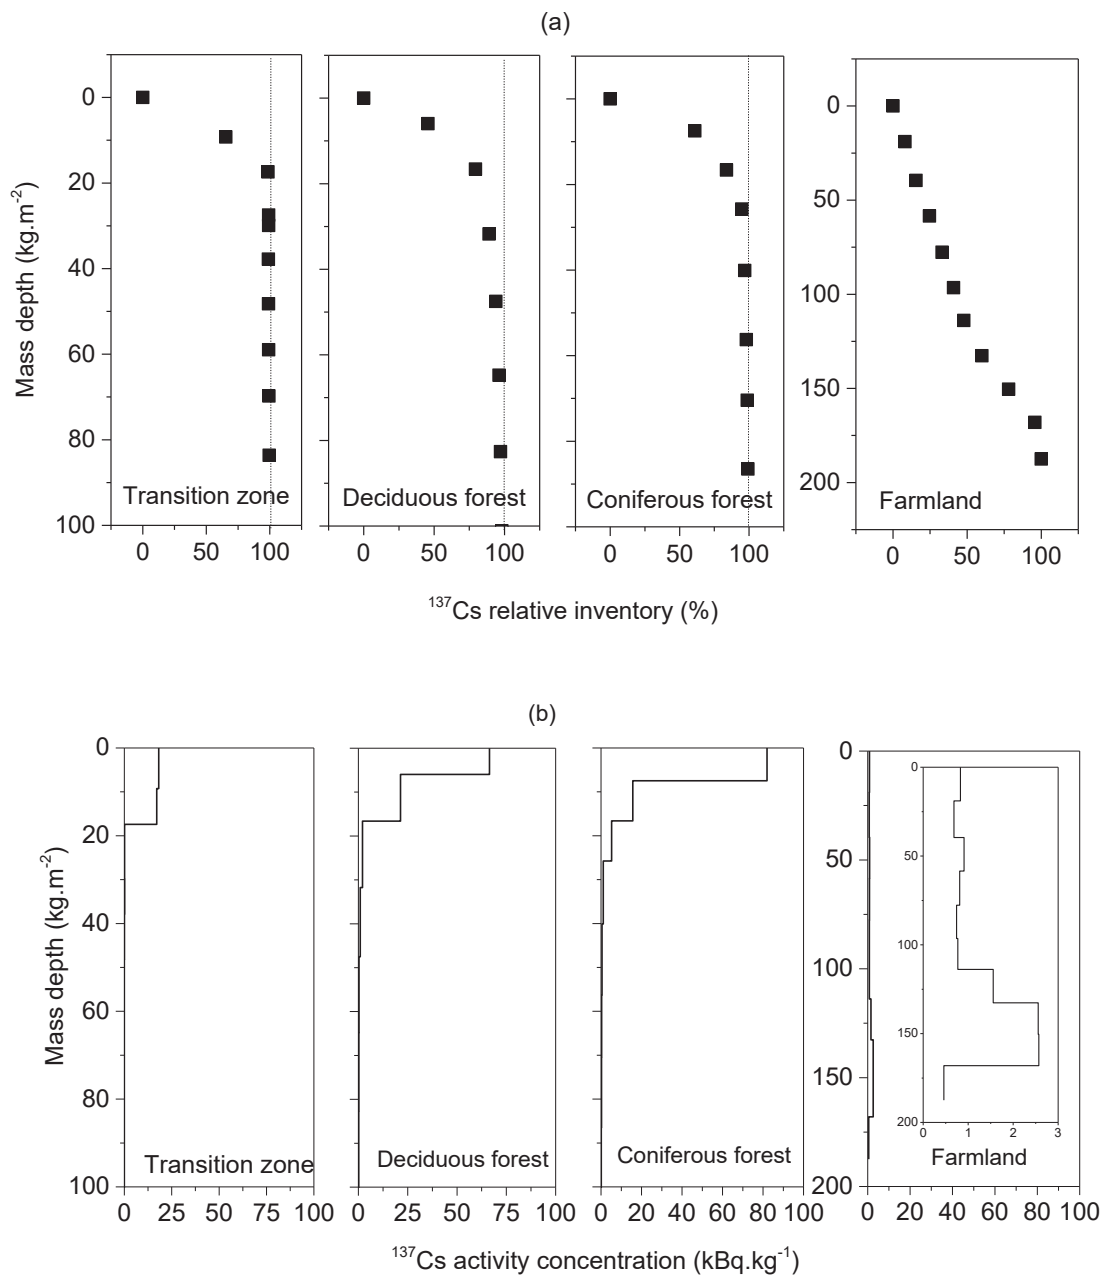 (a)
Mass depth (kg.m-2)
0
20
40
60
80
100
Transition zone
0 50 100
Deciduous forest
0 50 100
Coniferous forest
0 50 100
0
50
100
150
200
Farmland
0 50 100
137Cs relative inventory (%)
(b)
Mass depth (kg.m-2)
0
20
40
60
80
100
Transition zone
0 25 50 75 100
Deciduous forest
0 25 50 75 100
Coniferous forest
0 20 40 60 80 100
0
50
100
150
200
0
50
100
150
200
0 1 2 3
Farmland
0 20 40 60 80 100
137Cs activity concentration (kBq.kg-1)